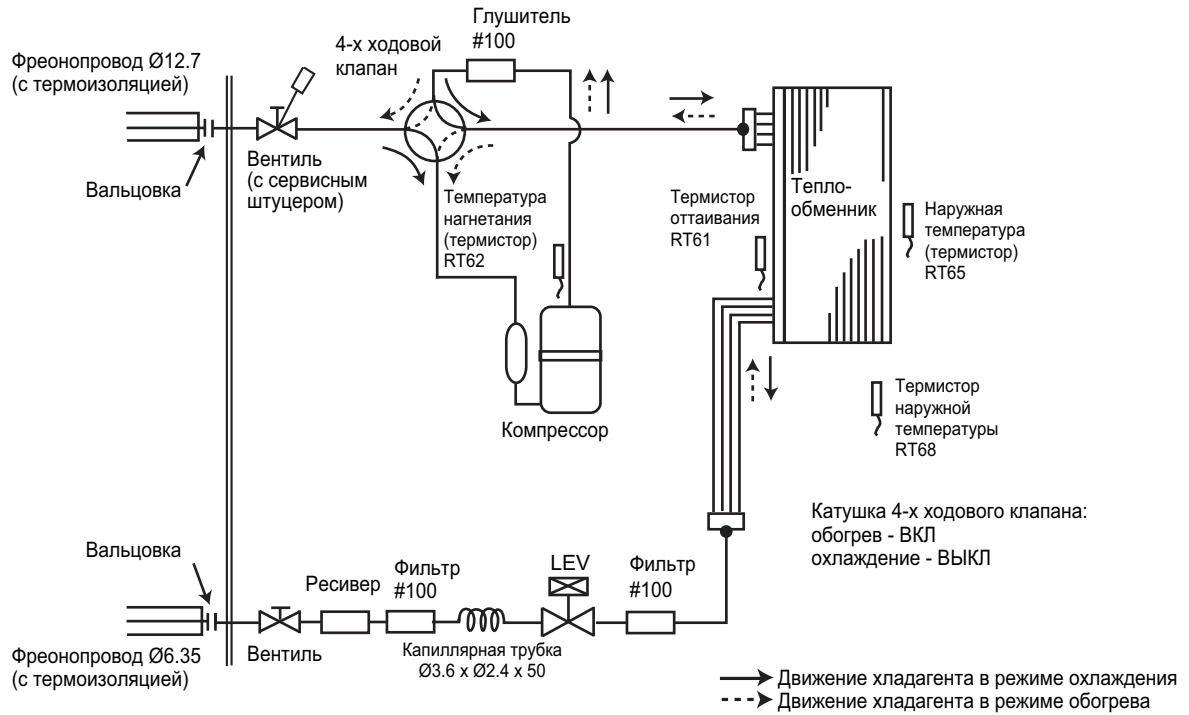 Глушитель
#100
4-х ходовой
клапан
Фреонопровод Ø12.7
(с термоизоляцией)
Вальцовка
Вентиль
(с сервисным
штуцером)
Температура
нагнетания
(термистор)
RT62
Термистор
оттаивания
RT61
Тепло-
обменник
Наружная
температура
(термистор)
RT65
Термистор
наружной
температуры
RT68
Компрессор
Катушка 4-х ходового клапана:
обогрев - ВКЛ
охлаждение - ВЫКЛ
Вальцовка
Ресивер
Фильтр
#100
LEV
Фильтр
#100
Фреонопровод Ø6.35
(с термоизоляцией)
Вентиль
Капиллярная трубка
Ø3.6 x Ø2.4 x 50
Движение хладагента в режиме охлаждения
Движение хладагента в режиме обогрева